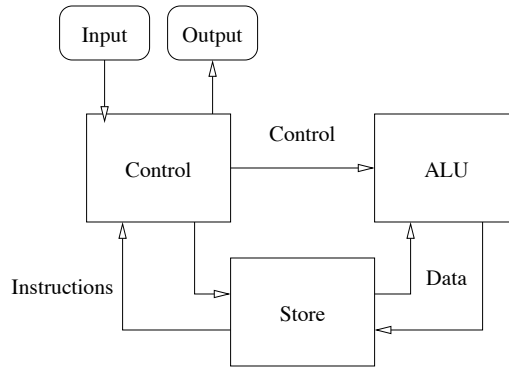 Input
Output
Control
Control
ALU
Instructions
Data
Store